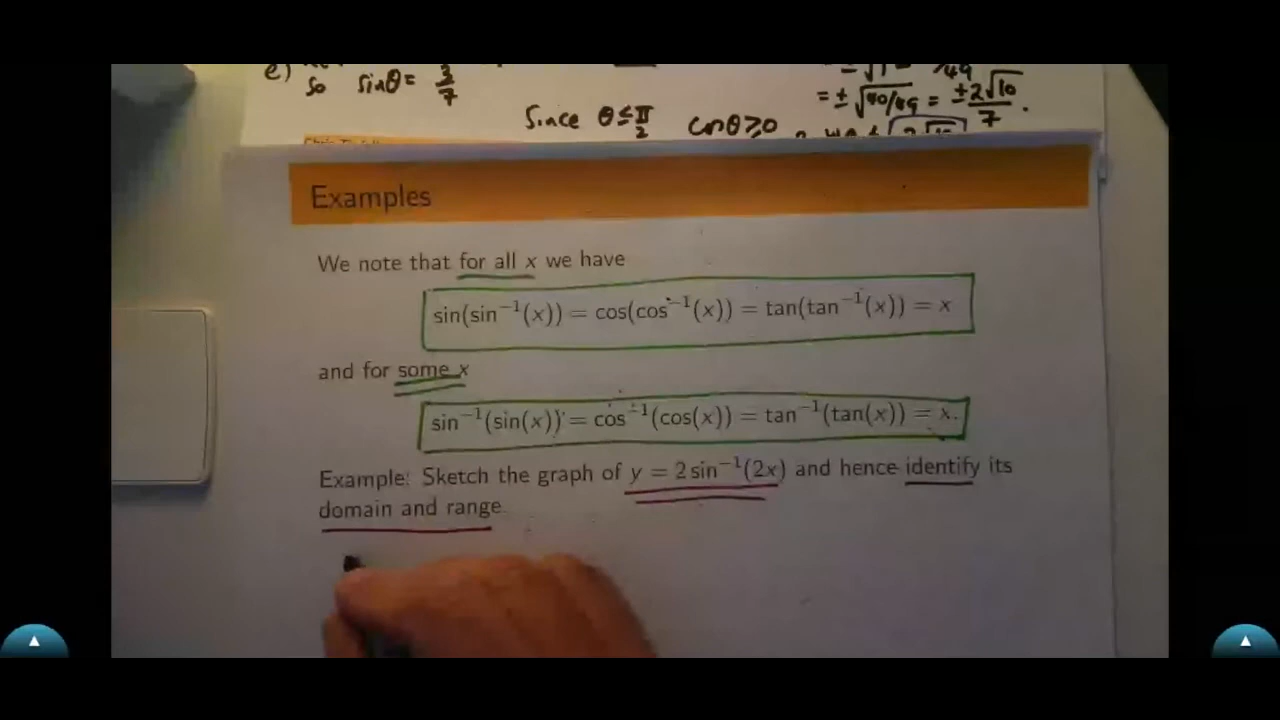 e)
so sinθ = 3/7
= ±√40/49 = ±2√10/7.
Since θ ≤ π/2 cosθ ≥ 0
Examples
We note that for all x we have
sin(sin⁻¹(x)) = cos(cos⁻¹(x)) = tan(tan⁻¹(x)) = x
and for some x
sin⁻¹(sin(x)) = cos⁻¹(cos(x)) = tan⁻¹(tan(x)) = x.
Example: Sketch the graph of y = 2 sin⁻¹(2x) and hence identify its
domain and range.